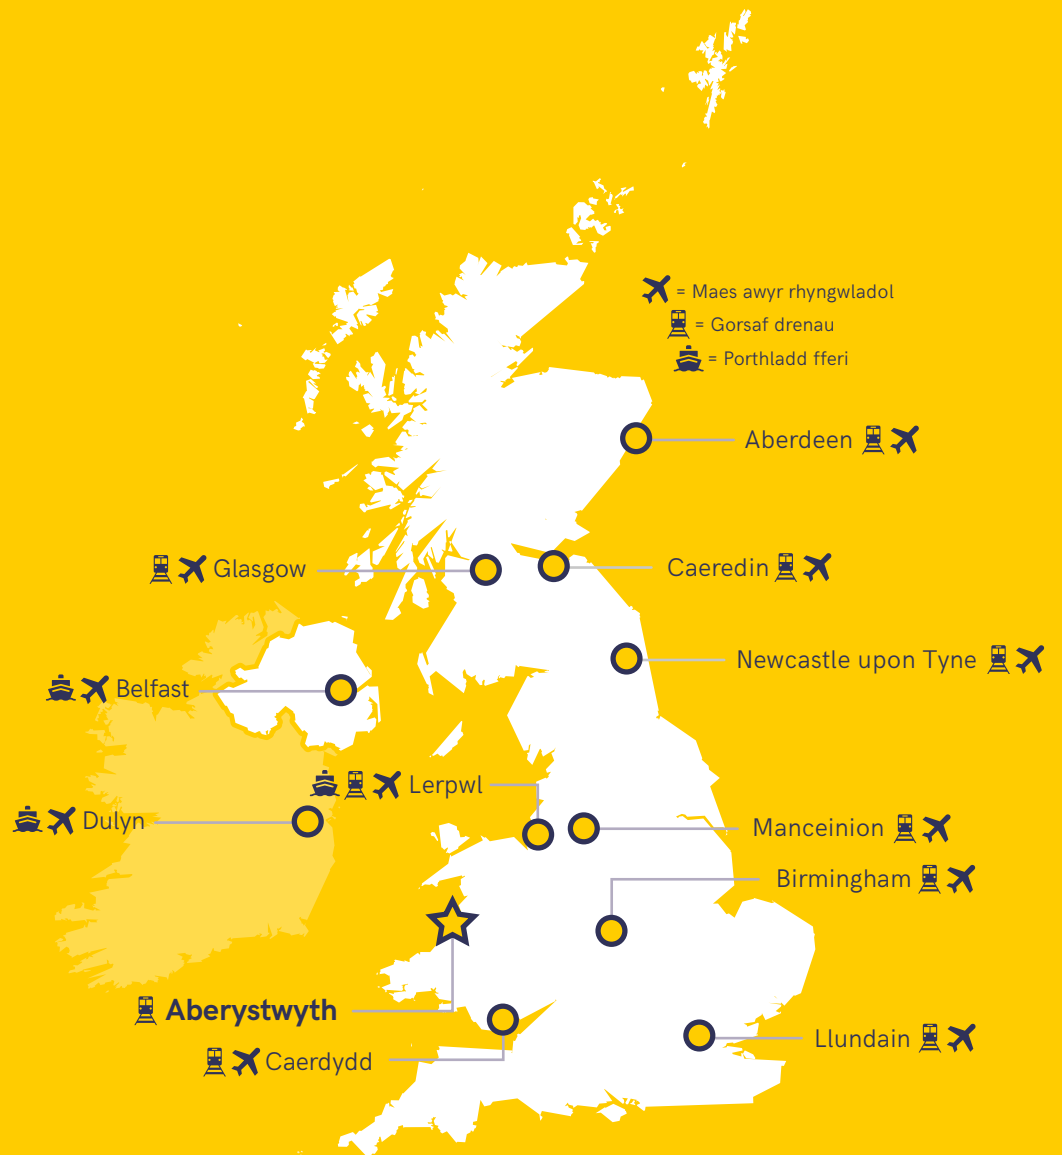 = Maes awyr rhyngwladol
= Gorsaf drenau
= Porthladd fferi
Aberdeen
Glasgow
Caeredin
Newcastle upon Tyne
Belfast
Lerpwl
Dulyn
Manceinion
Birmingham
Aberystwyth
Llundain
Caerdydd